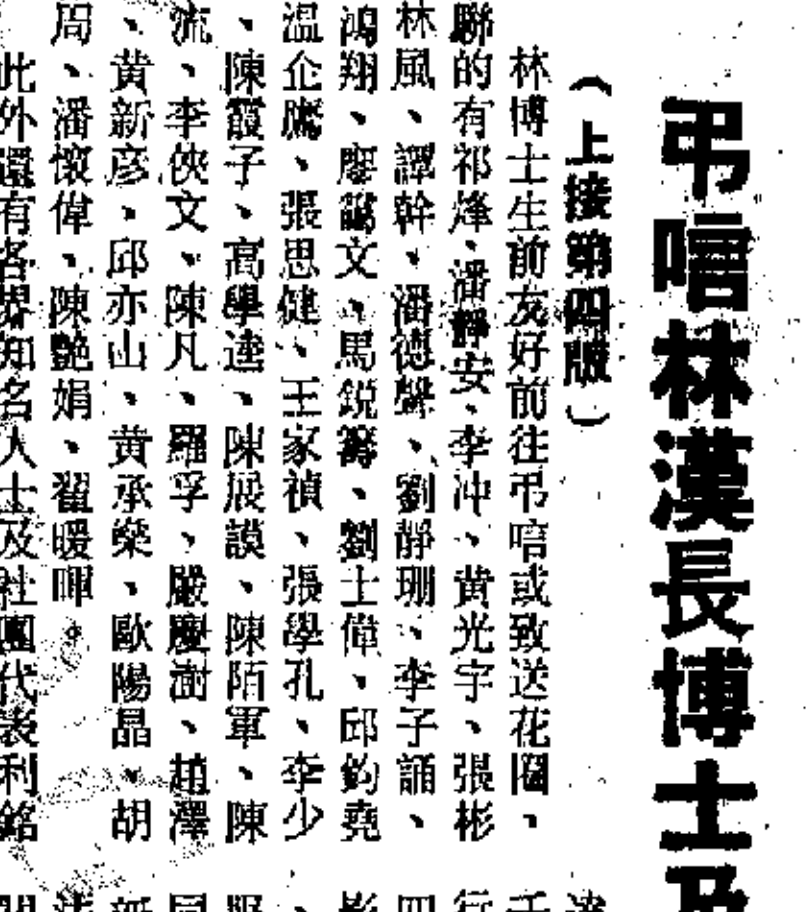 弔唁林漢長博士及
（上接第四版）
林博士生前友好前往弔唁或致送花圈、
聯的有祁烽、潘靜安、李沖、黃光宇、張彬
林風、譚幹、潘德聲、劉靜珊、李子誦、
鴻翔、廖藹文、馬銳籌、劉士偉、邱鈞堯
溫企鷹、張思健、王家禎、張學孔、李少
、陳霞子、高學逵、陳展謨、陳陌軍、陳
流、李俠文、陳凡、羅孚、嚴慶澍、趙澤
、黃新彥、邱亦山、黃承燊、歐陽晶、胡
周、潘懷偉、陳艷娟、翟暖暉。
此外還有各界知名人士及社團代表利銘